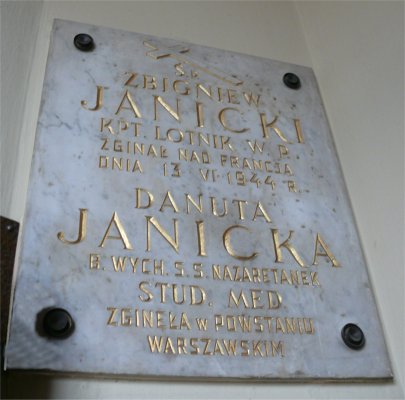 Ś.P.
ZBIGNIEW
JANICKI
KPT. LOTNIK W.P.
ZGINĄŁ NAD FRANCJĄ
DNIA 13 VI 1944 R.
DANUTA
JANICKA
B. WYCH. S.S. NAZARETANEK
STUD. MED.
ZGINĘŁA W POWSTANIU
WARSZAWSKIM